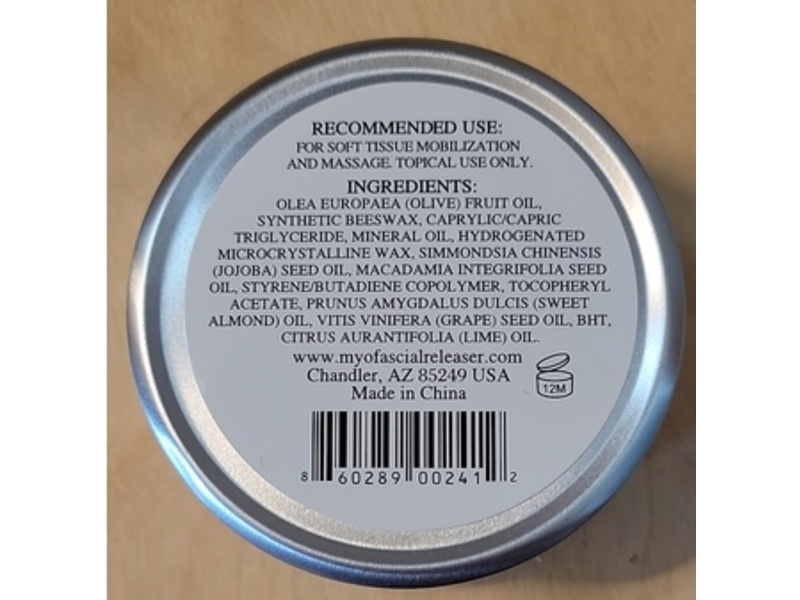 RECOMMENDED USE:
FOR SOFT TISSUE MOBILIZATION
AND MASSAGE. TOPICAL USE ONLY.
INGREDIENTS:
OLEA EUROPAEA (OLIVE) FRUIT OIL,
SYNTHETIC BEESWAX, CAPRYLIC/CAPRIC
TRIGLYCERIDE, MINERAL OIL, HYDROGENATED
MICROCRYSTALLINE WAX, SIMMONDSIA CHINENSIS
(JOJOBA) SEED OIL, MACADAMIA INTEGRIFOLIA SEED
OIL, STYRENE/BUTADIENE COPOLYMER, TOCOPHERYL
ACETATE, PRUNUS AMYGDALUS DULCIS (SWEET
ALMOND) OIL, VITIS VINIFERA (GRAPE) SEED OIL, BHT,
CITRUS AURANTIFOLIA (LIME) OIL.
www.myofascialreleaser.com
Chandler, AZ 85249 USA
Made in China
12M
8 60289 00241 2